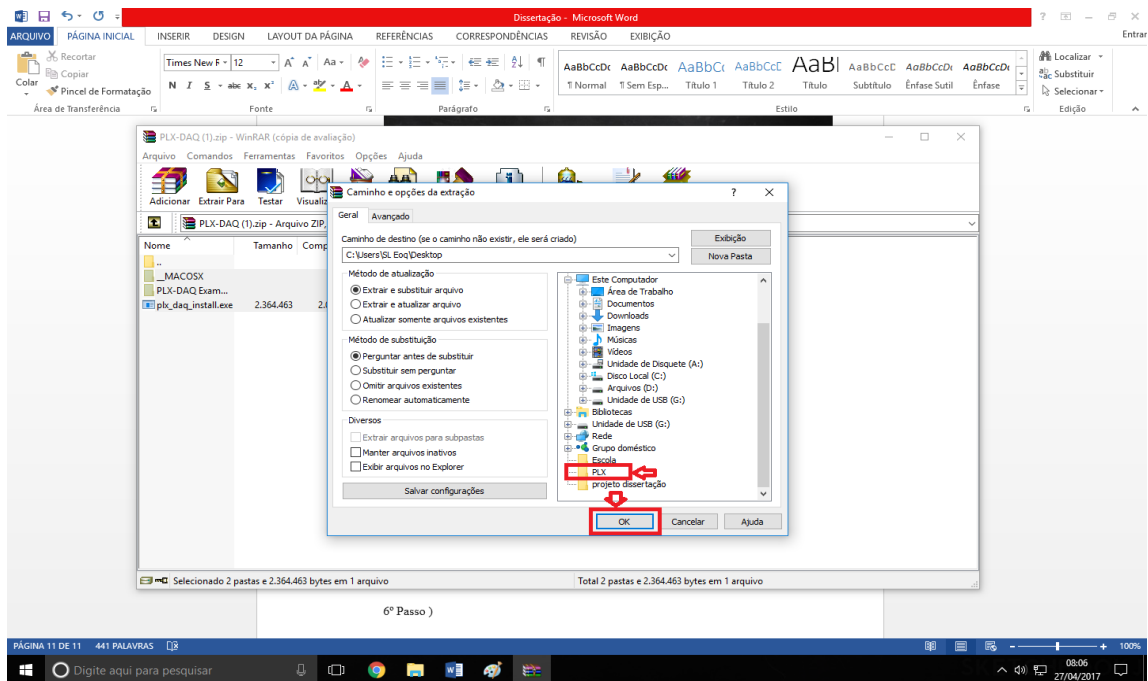 Dissertação - Microsoft Word
ARQUIVO PÁGINA INICIAL INSERIR DESIGN LAYOUT DA PÁGINA REFERÊNCIAS CORRESPONDÊNCIAS REVISÃO EXIBIÇÃO Entrar
Colar
Recortar
Copiar
Pincel de Formatação
Times New F 12
N I S abc X₂ X²
AaBbCcDc AaBbCcDc AaBbCc AaBbCcD AaBl AaBbCcD AaBbCcDc AaBbCcDc
¶ Normal ¶ Sem Esp... Título 1 Título 2 Título Subtítulo Ênfase Sutil Ênfase
Localizar
Substituir
Selecionar
Área de Transferência Fonte Parágrafo Estilo Edição
PLX-DAQ (1).zip - WinRAR (cópia de avaliação)
Arquivo Comandos Ferramentas Favoritos Opções Ajuda
Adicionar Extrair Para Testar
PLX-DAQ (1).zip - Arquivo ZIP,
Nome Tamanho
..
__MACOSX
PLX-DAQ Exam...
plx_daq_install.exe 2.364.463
Caminho e opções da extração
Geral Avançado
Caminho de destino (se o caminho não existir, ele será criado)
C:\Users\SL Eoq\Desktop
Exibição
Nova Pasta
Método de atualização
Extrair e substituir arquivo
Extrair e atualizar arquivo
Atualizar somente arquivos existentes
Método de substituição
Perguntar antes de substituir
Substituir sem perguntar
Omitir arquivos existentes
Renomear automaticamente
Diversos
Extrair arquivos para subpastas
Manter arquivos inativos
Exibir arquivos no Explorer
Salvar configurações
Este Computador
Área de Trabalho
Documentos
Downloads
Imagens
Músicas
Vídeos
Unidade de Disquete (A:)
Disco Local (C:)
Arquivos (D:)
Unidade de USB (G:)
Bibliotecas
Unidade de USB (G:)
Rede
Grupo doméstico
Escola
PLX
projeto dissertação
OK Cancelar Ajuda
Selecionado 2 pastas e 2.364.463 bytes em 1 arquivo Total 2 pastas e 2.364.463 bytes em 1 arquivo
6º Passo )
PÁGINA 11 DE 11 441 PALAVRAS 100%
Digite aqui para pesquisar
08:06
27/04/2017